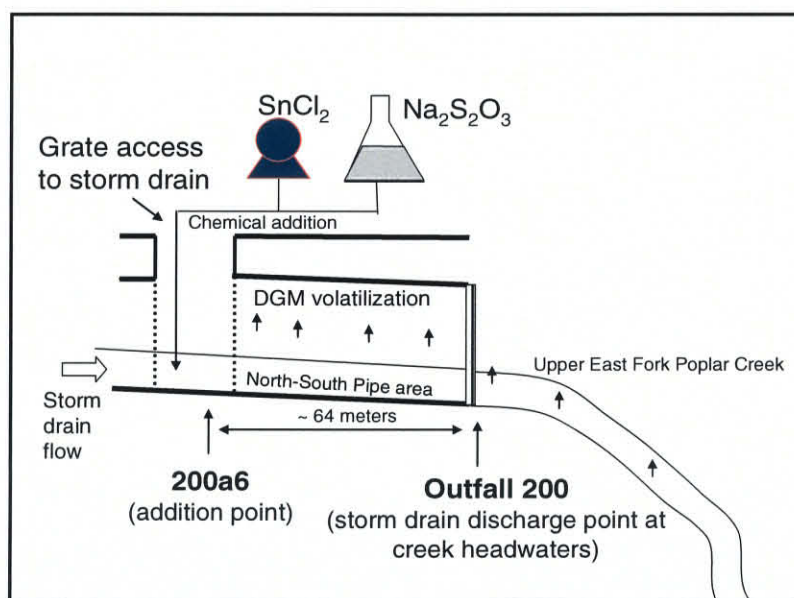 SnCl2
Na2S2O3
Grate access
to storm drain
Chemical addition
DGM volatilization
Upper East Fork Poplar Creek
North-South Pipe area
Storm
drain
flow
~ 64 meters
200a6
(addition point)
Outfall 200
(storm drain discharge point at
creek headwaters)